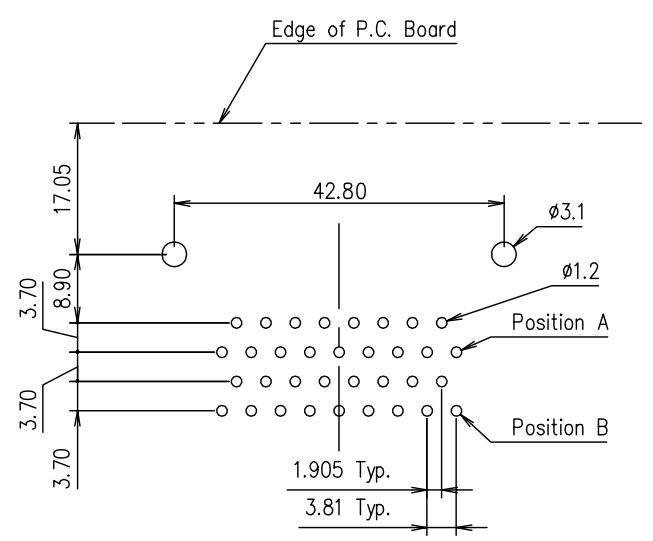 Edge of P.C. Board
17.05
42.80
ø3.1
8.90
3.70
ø1.2
Position A
3.70
3.70
Position B
1.905 Typ.
3.81 Typ.